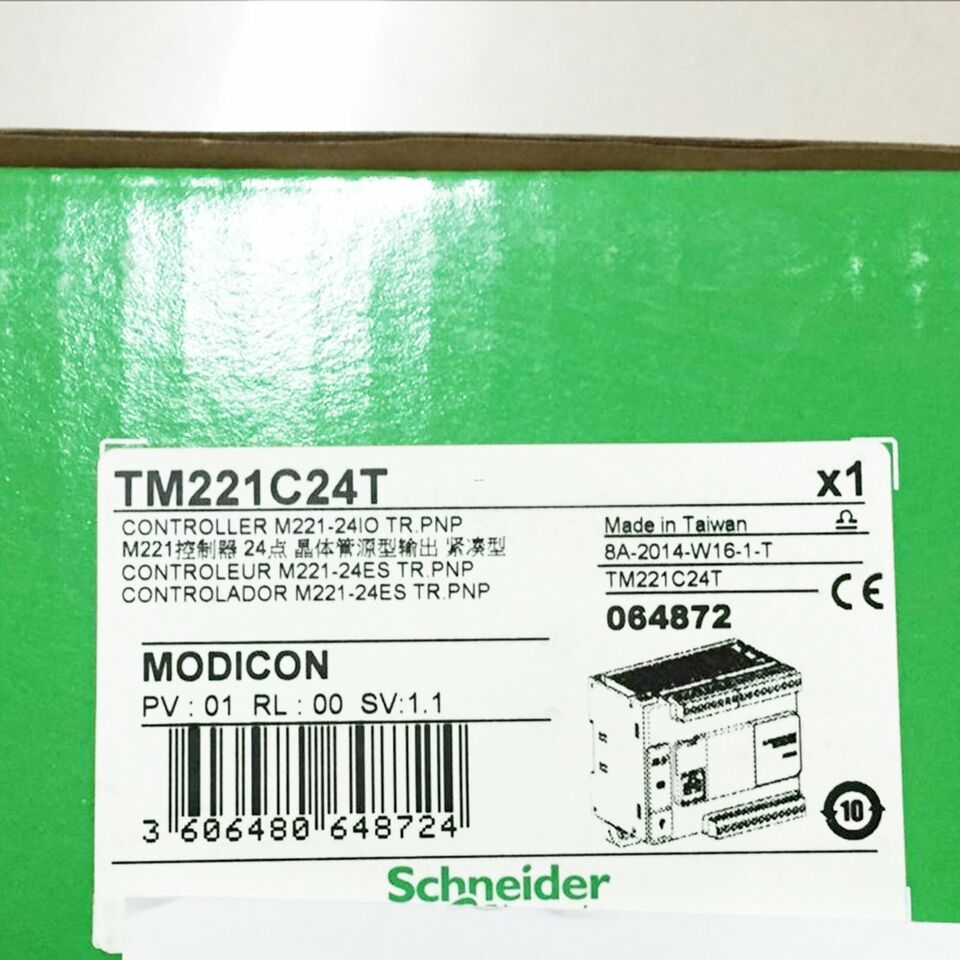 TM221C24T
x1
CONTROLLER M221-24IO TR.PNP
M221控制器 24点 晶体管源型输出 紧凑型
CONTROLEUR M221-24ES TR.PNP
CONTROLADOR M221-24ES TR.PNP
Made in Taiwan
8A-2014-W16-1-T
TM221C24T
064872
CE
MODICON
PV : 01 RL : 00 SV:1.1
3 606480 648724
10
Schneider